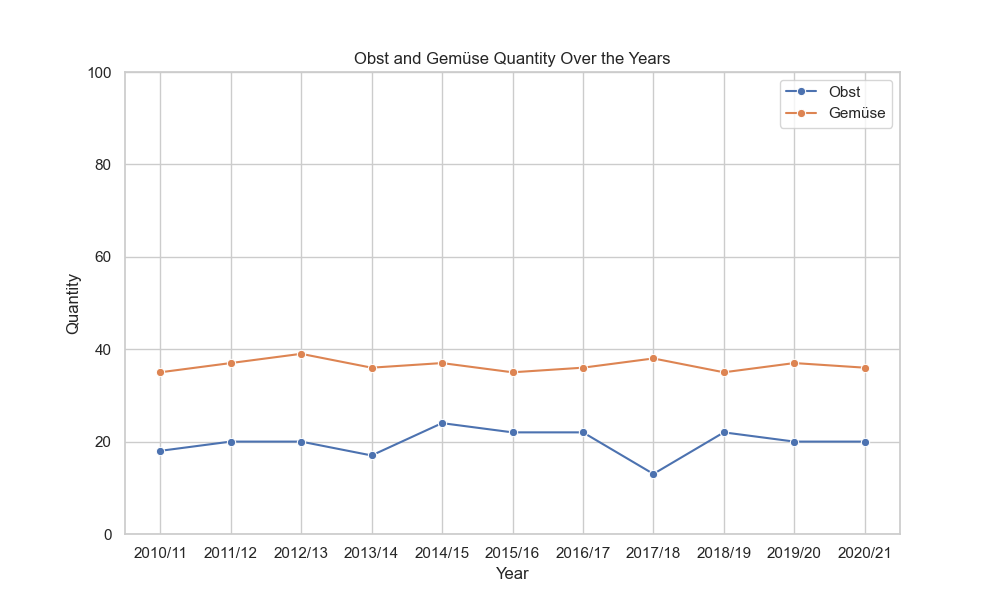 Obst and Gemüse Quantity Over the Years
100
80
60
40
20
0
Quantity
Obst
Gemüse
2010/11 2011/12 2012/13 2013/14 2014/15 2015/16 2016/17 2017/18 2018/19 2019/20 2020/21
Year